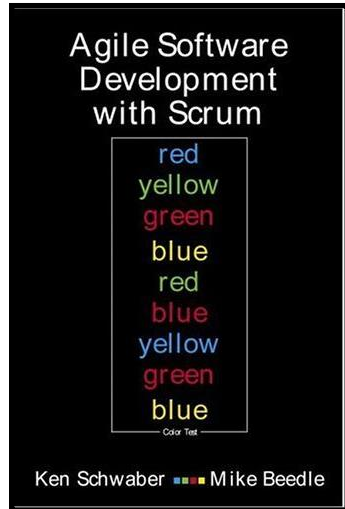 Agile Software
Development
with Scrum
red
yellow
green
blue
red
blue
yellow
green
blue
Color Test
Ken Schwaber Mike Beedle